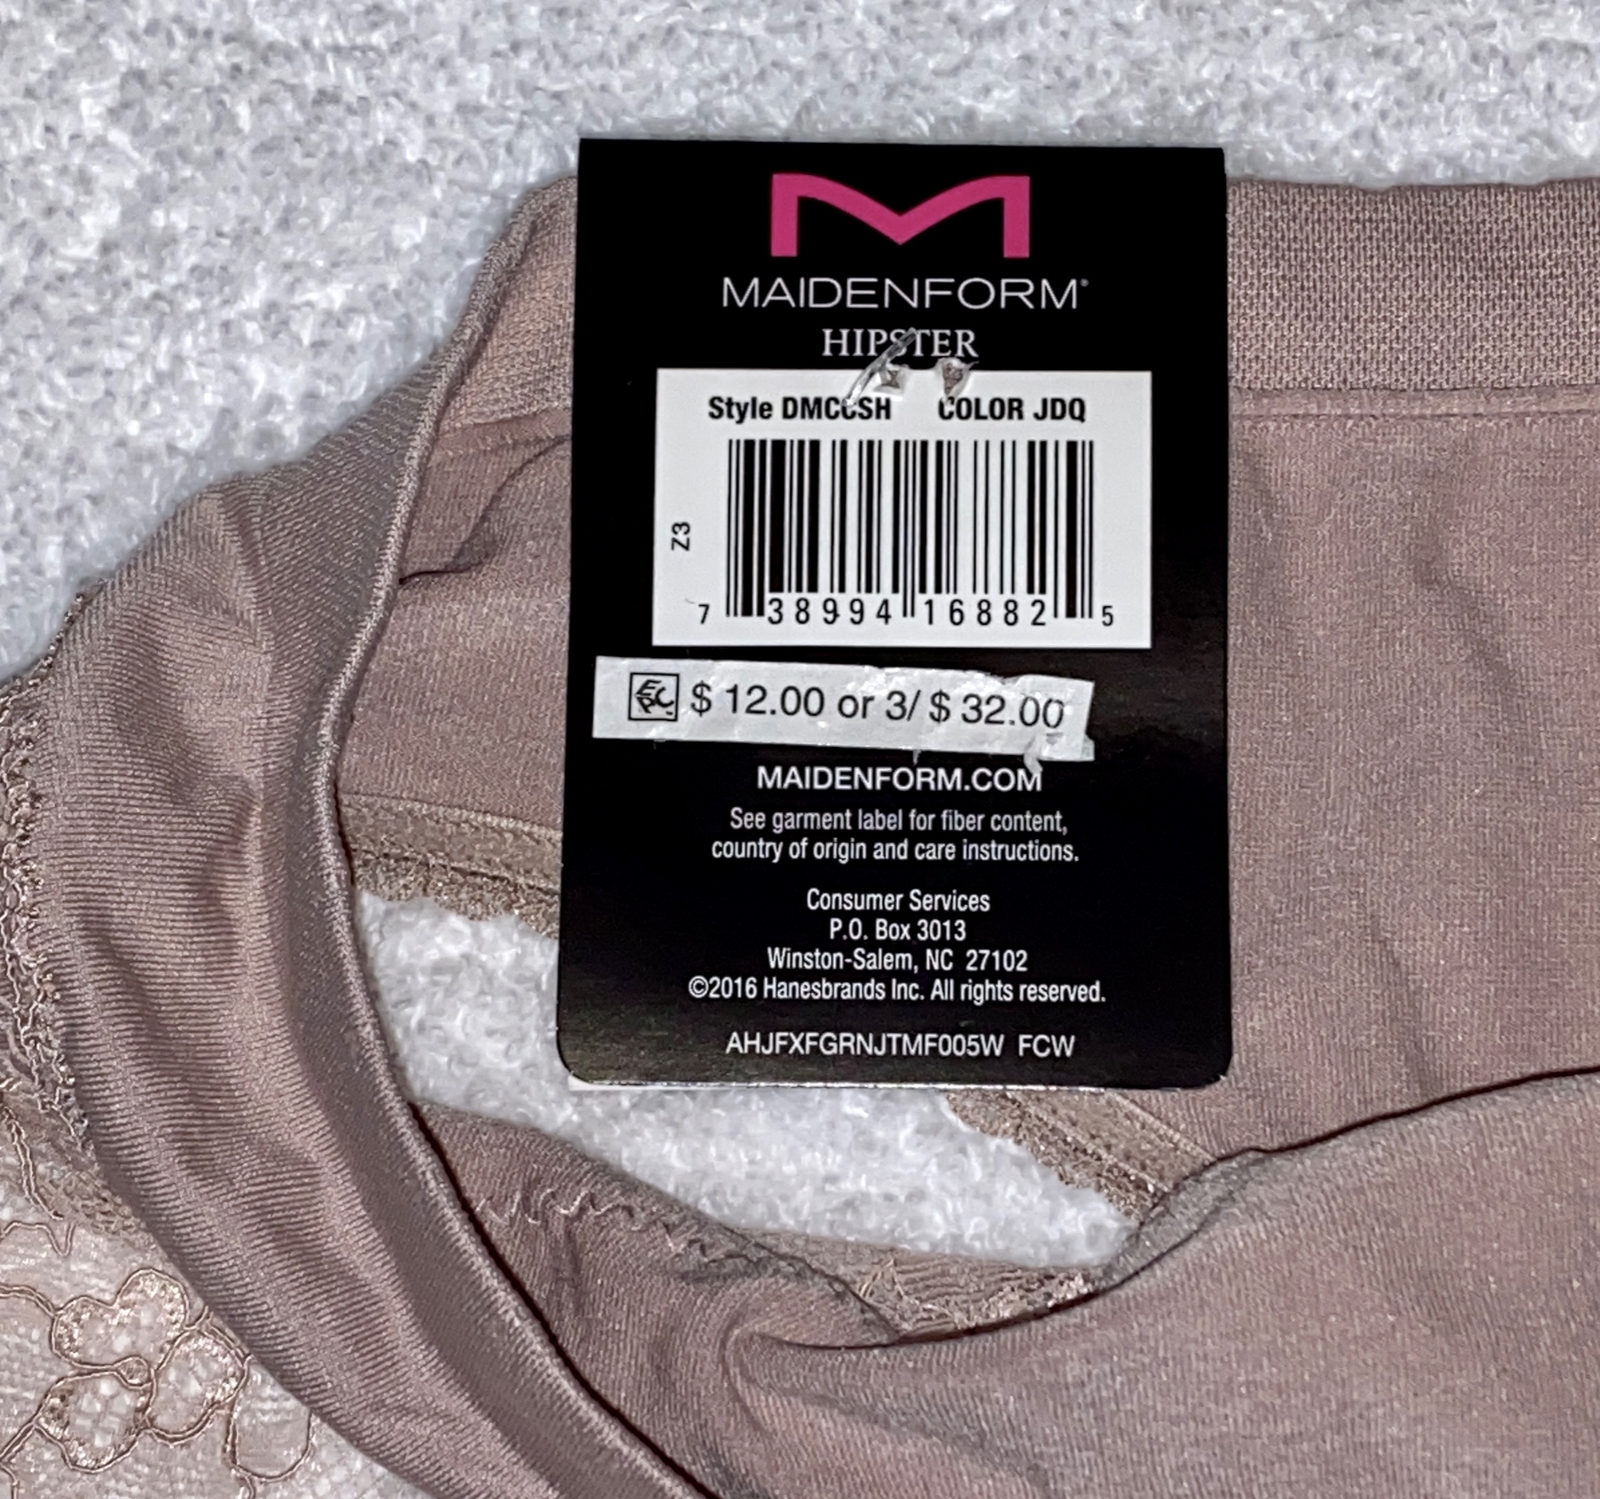 MAIDENFORM®
HIPSTER
Style DMCCSH COLOR JDQ
Z3
7 38994 16882 5
EPC $ 12.00 or 3/ $ 32.00
MAIDENFORM.COM
See garment label for fiber content,
country of origin and care instructions.
Consumer Services
P.O. Box 3013
Winston-Salem, NC 27102
©2016 Hanesbrands Inc. All rights reserved.
AHJFXFGRNJTMF005W FCW